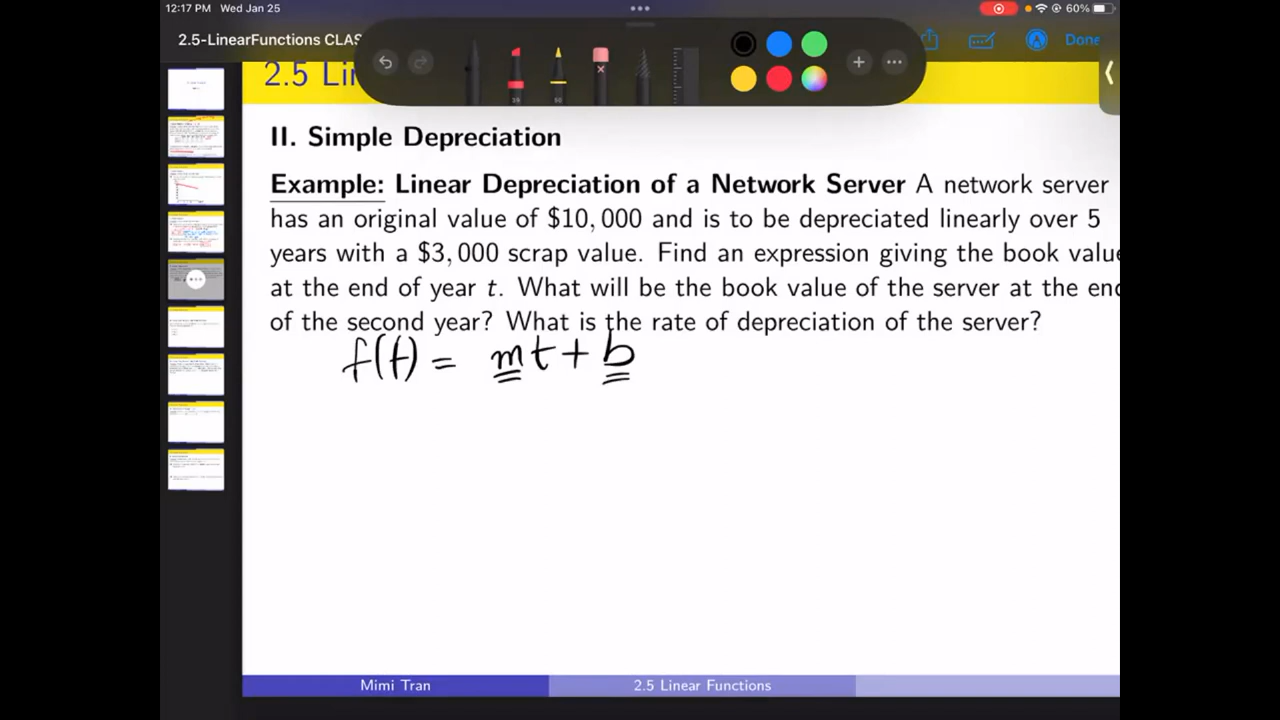 12:17 PM Wed Jan 25
60%
2.5-LinearFunctions CLAS
Done
2.5 Li
II. Simple Depreciation
Example: Linear Depreciation of a Network Server A network server
has an original value of $10,000 and is to be depreciated linearly over 5
years with a $3,000 scrap value. Find an expression giving the book value
at the end of year t. What will be the book value of the server at the end
of the second year? What is the rate of depreciation of the server?
f(t) = mt + b
Mimi Tran
2.5 Linear Functions